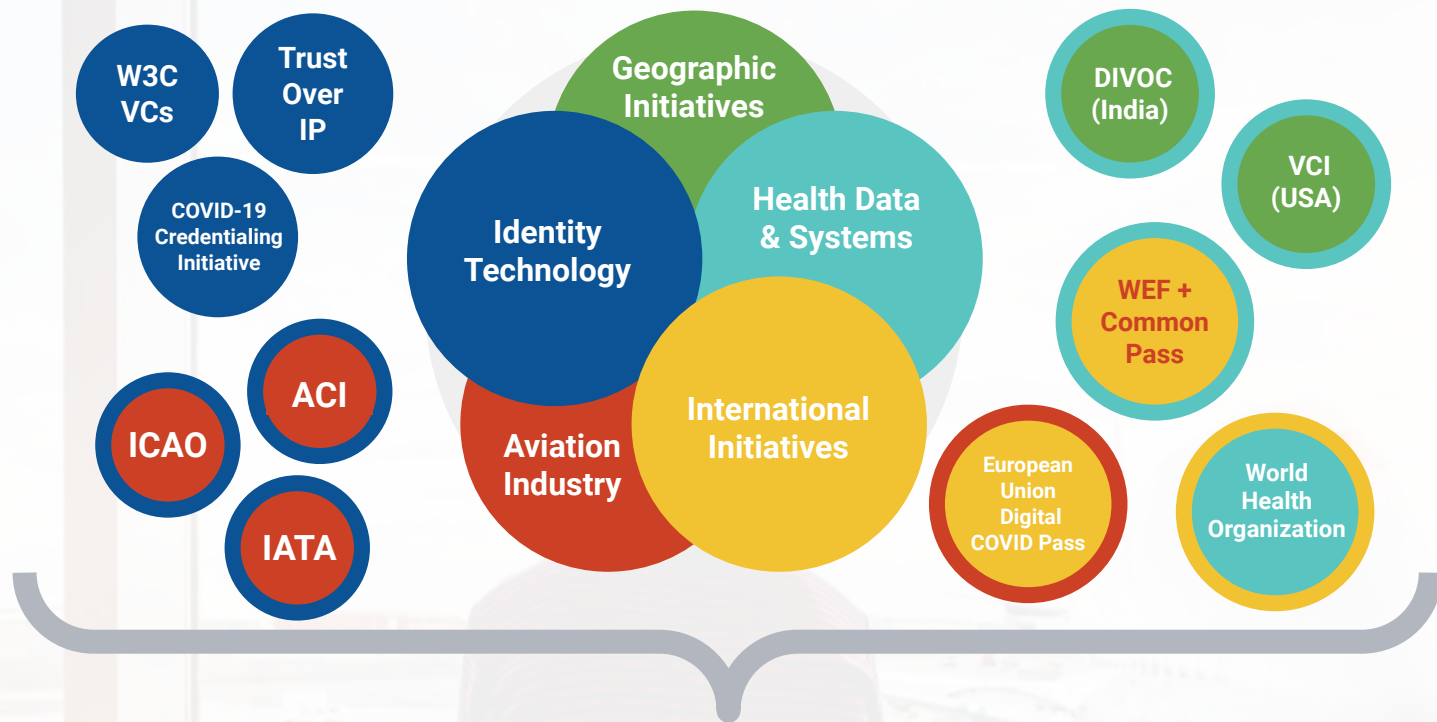 W3C
VCs
Trust
Over
IP
COVID-19
Credentialing
Initiative
ACI
ICAO
IATA
Geographic
Initiatives
Identity
Technology
Health Data
& Systems
Aviation
Industry
International
Initiatives
DIVOC
(India)
VCI
(USA)
WEF +
Common
Pass
European
Union
Digital
COVID Pass
World
Health
Organization